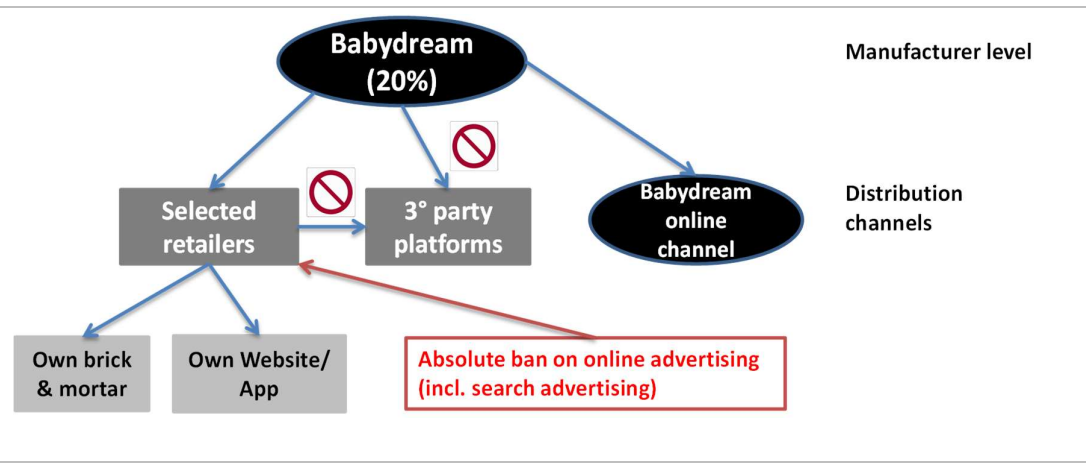 Babydream
(20%)
Manufacturer level
Selected
retailers
3° party
platforms
Babydream
online
channel
Distribution
channels
Own brick
& mortar
Own Website/
App
Absolute ban on online advertising
(incl. search advertising)